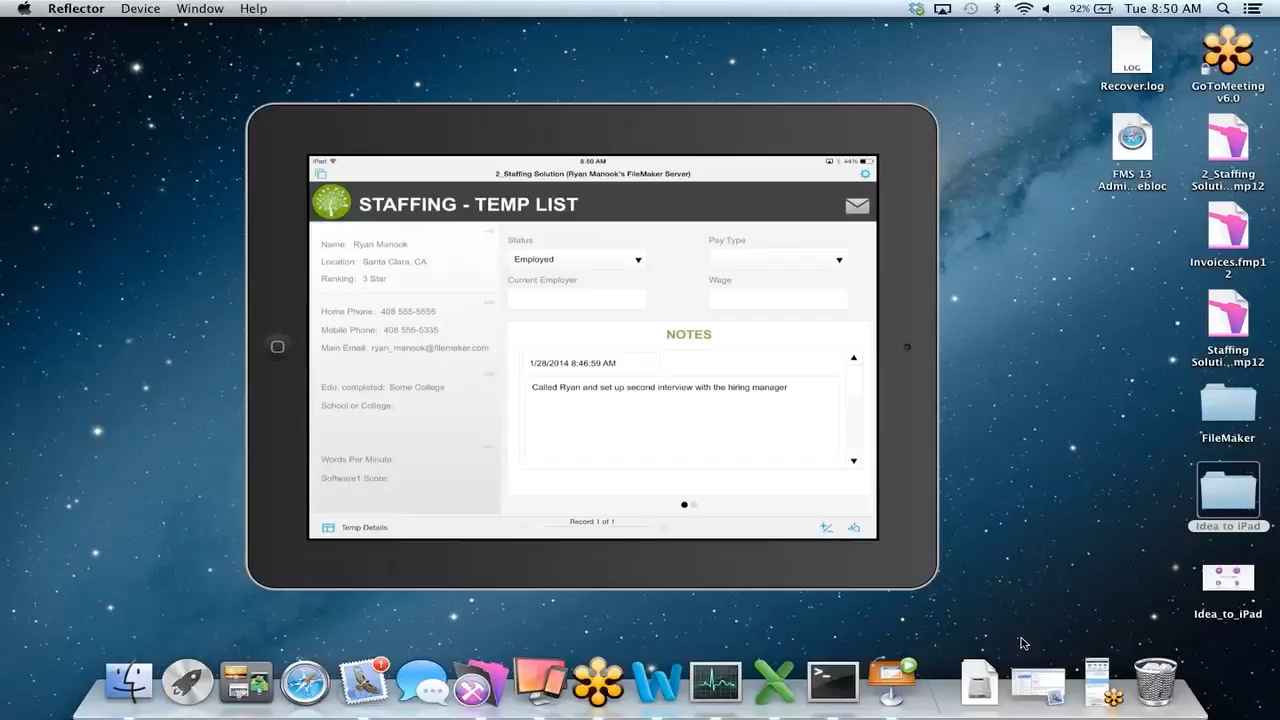 Reflector Device Window Help
92% Tue 8:50 AM
LOG
Recover.log
GoToMeeting
v6.0
FMS 13
Admi...ebloc
2_Staffing
Soluti...mp12
Invoices.fmp1
2
Staffing
Soluti...mp12
FileMaker
Idea to iPad
Idea_to_iPad
iPad 8:50 AM 44%
2_Staffing Solution (Ryan Manook's FileMaker Server)
STAFFING - TEMP LIST
Name: Ryan Manook
Location: Santa Clara, CA
Ranking: 3 Star
Home Phone: 408 555-5555
Mobile Phone: 408 555-5335
Main Email: ryan_manook@filemaker.com
Edu. completed: Some College
School or College:
Words Per Minute:
Software1 Score:
Status
Employed
Pay Type
Current Employer
Wage
NOTES
1/28/2014 8:46:59 AM
Called Ryan and set up second interview with the hiring manager
Temp Details
Record 1 of 1
1